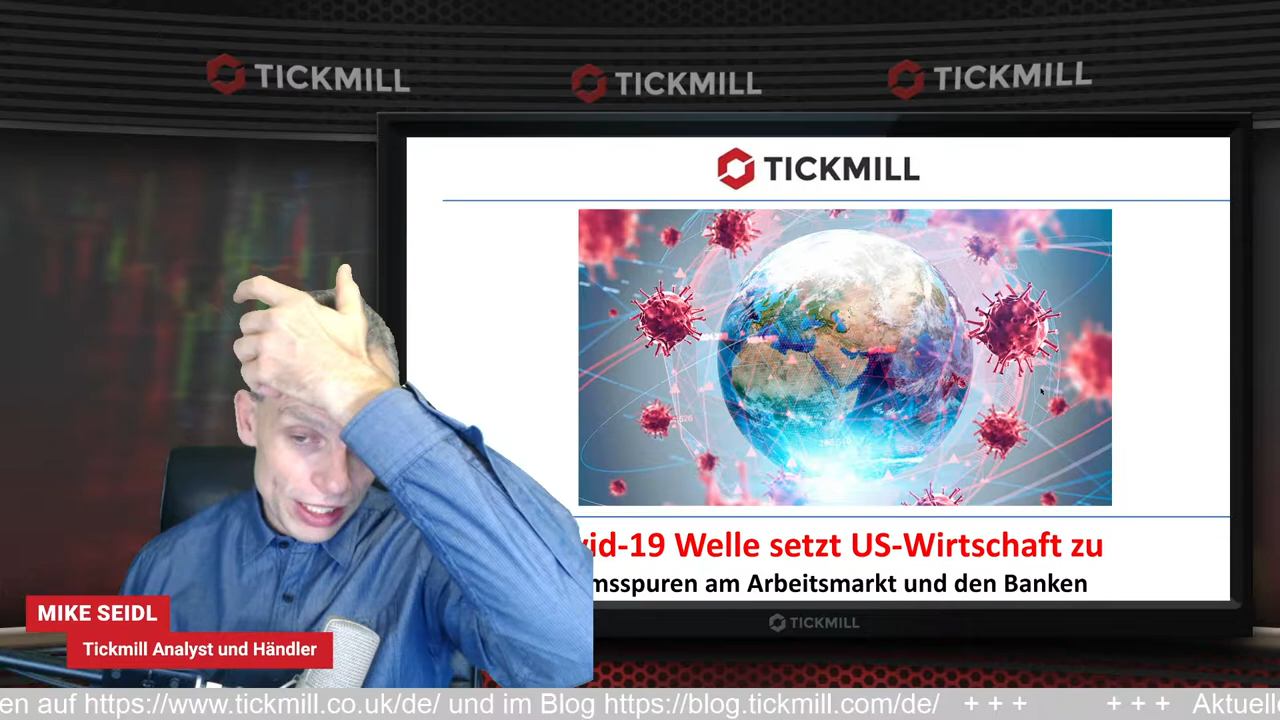 TICKMILL
TICKMILL
TICKMILL
TICKMILL
vid-19 Welle setzt US-Wirtschaft zu
msspuren am Arbeitsmarkt und den Banken
TICKMILL
MIKE SEIDL
Tickmill Analyst und Händler
en auf https://www.tickmill.co.uk/de/ und im Blog https://blog.tickmill.com/de/ +++ +++ Aktuelle